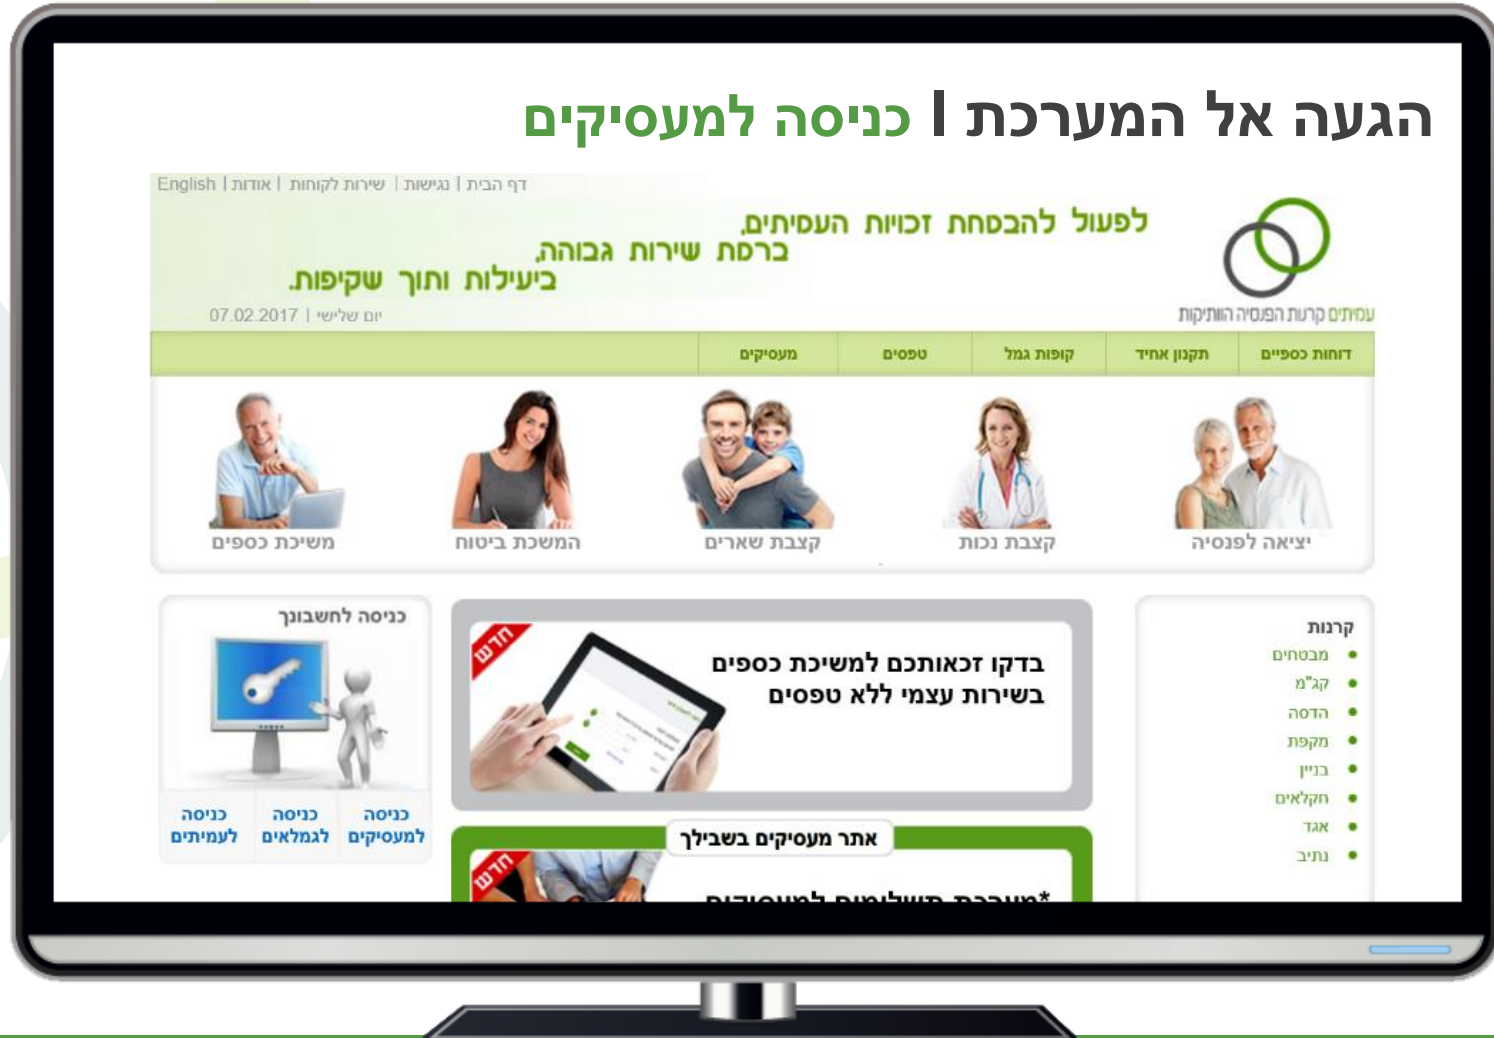 הגעה אל המערכת | כניסה למעסיקים
דף הבית | נגישות | שירות לקוחות | אודות | English
לפעול להבטחת זכויות העמיתים,
ברמת שירות גבוהה,
ביעילות ותוך שקיפות.
יום שלישי | 07.02.2017
עמיתים קרנות הפנסיה הוותיקות
דוחות כספיים תקנון אחיד קופות גמל טפסים מעסיקים
יציאה לפנסיה קצבת נכות קצבת שארים המשכת ביטוח משיכת כספים
קרנות
מבטחים
קג"מ
הדסה
מקפת
בניין
חקלאים
אגד
נתיב
חדש
בדקו זכאותכם למשיכת כספים
בשירות עצמי ללא טפסים
אתר מעסיקים בשבילך
חדש
*מערכת תשלומים למעסיקים
כניסה לחשבונך
כניסה למעסיקים
כניסה לגמלאים
כניסה לעמיתים